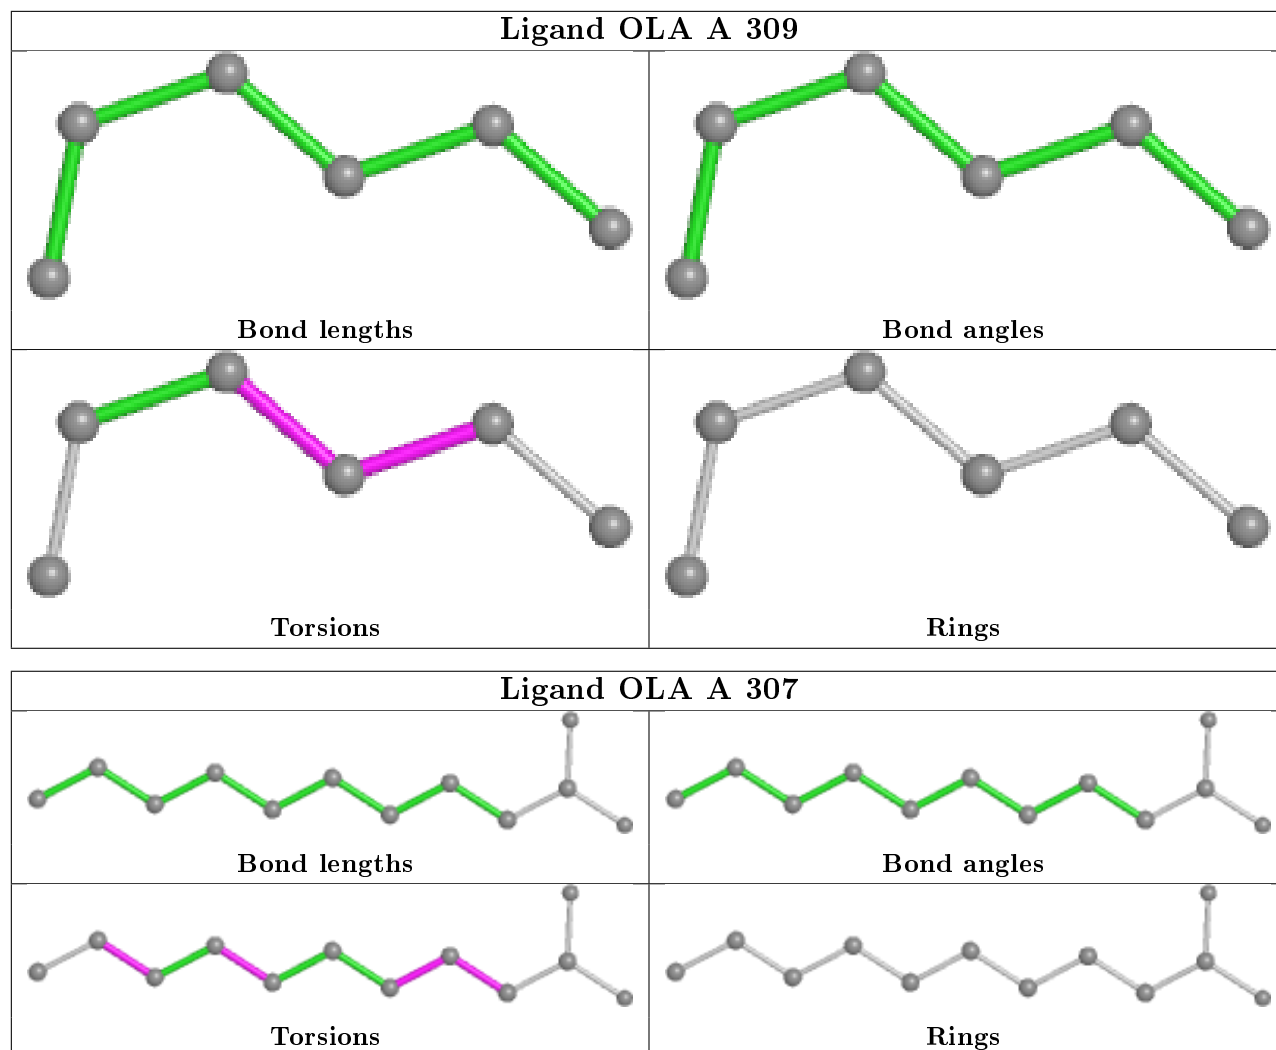 Ligand OLA A 309
Bond lengths
Bond angles
Torsions
Rings
Ligand OLA A 307
Bond lengths
Bond angles
Torsions
Rings